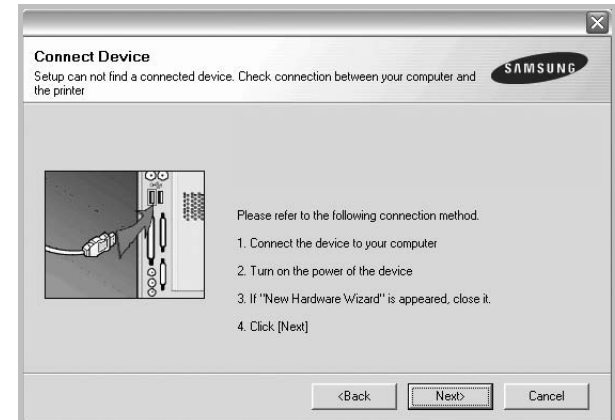 Connect Device
Setup can not find a connected device. Check connection between your computer and
the printer
SAMSUNG
Please refer to the following connection method.
1. Connect the device to your computer
2. Turn on the power of the device
3. If "New Hardware Wizard" is appeared, close it.
4. Click [Next]
<Back
Next>
Cancel